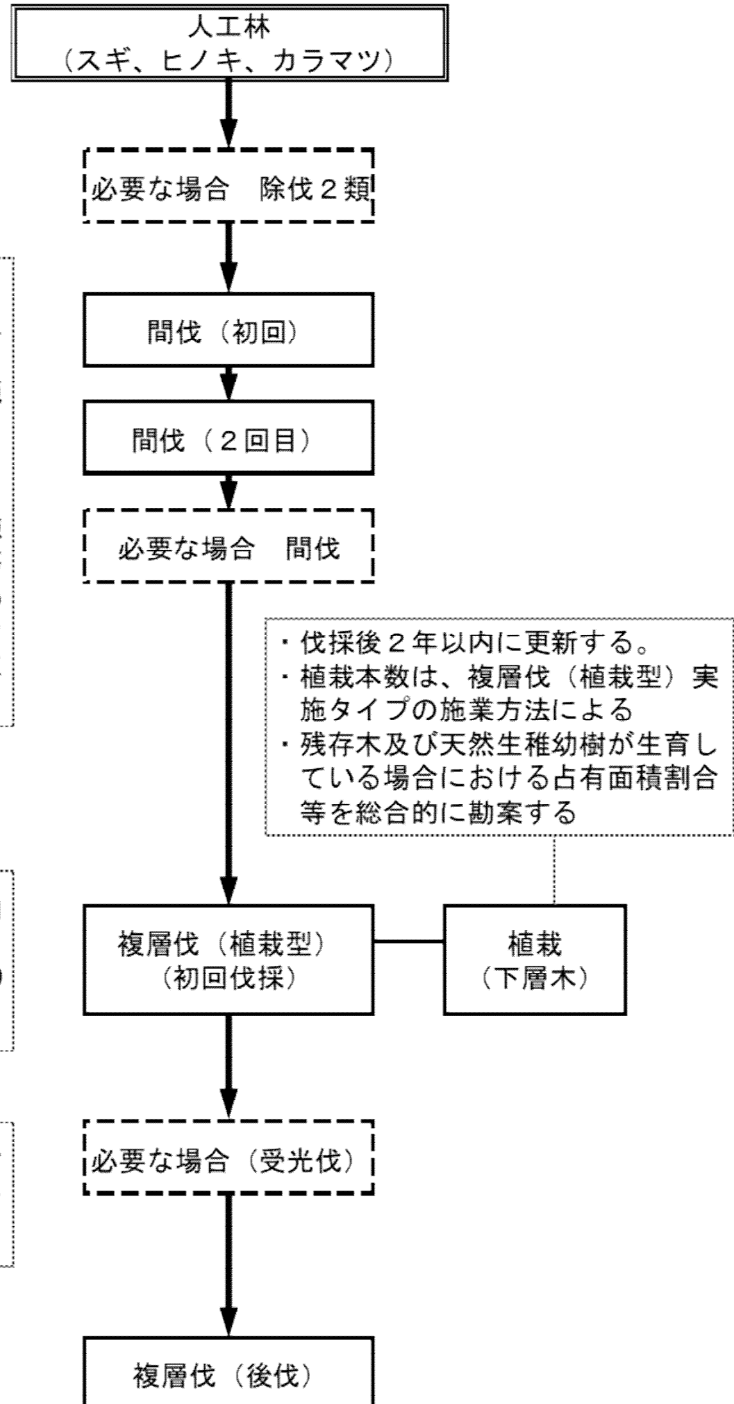 人工林
(スギ、ヒノキ、カラマツ)
必要な場合　除伐２類
間伐（初回）
間伐（２回目）
必要な場合　間伐
・伐採後２年以内に更新する。
・植栽本数は、複層伐（植栽型）実
施タイプの施業方法による
・残存木及び天然生稚幼樹が生育し
ている場合における占有面積割合
等を総合的に勘案する
複層伐（植栽型）
（初回伐採）
植栽
（下層木）
必要な場合（受光伐）
複層伐（後伐）